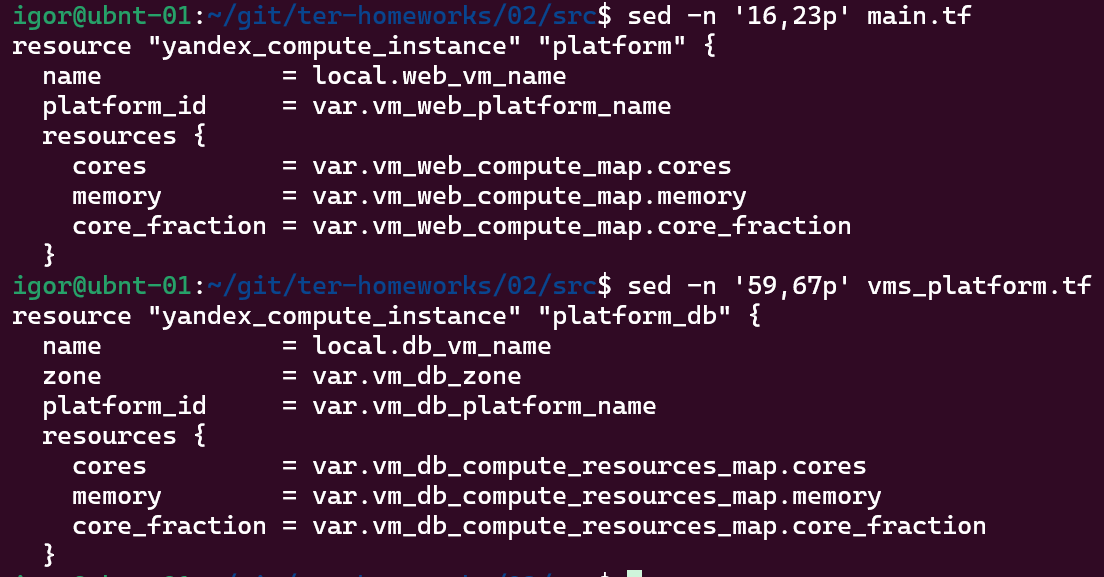 igor@ubnt-01:~/git/ter-homeworks/02/src$ sed -n '16,23p' main.tf
resource "yandex_compute_instance" "platform" {
  name            = local.web_vm_name
  platform_id     = var.vm_web_platform_name
  resources {
    cores         = var.vm_web_compute_map.cores
    memory        = var.vm_web_compute_map.memory
    core_fraction = var.vm_web_compute_map.core_fraction
  }
igor@ubnt-01:~/git/ter-homeworks/02/src$ sed -n '59,67p' vms_platform.tf
resource "yandex_compute_instance" "platform_db" {
  name            = local.db_vm_name
  zone            = var.vm_db_zone
  platform_id     = var.vm_db_platform_name
  resources {
    cores         = var.vm_db_compute_resources_map.cores
    memory        = var.vm_db_compute_resources_map.memory
    core_fraction = var.vm_db_compute_resources_map.core_fraction
  }